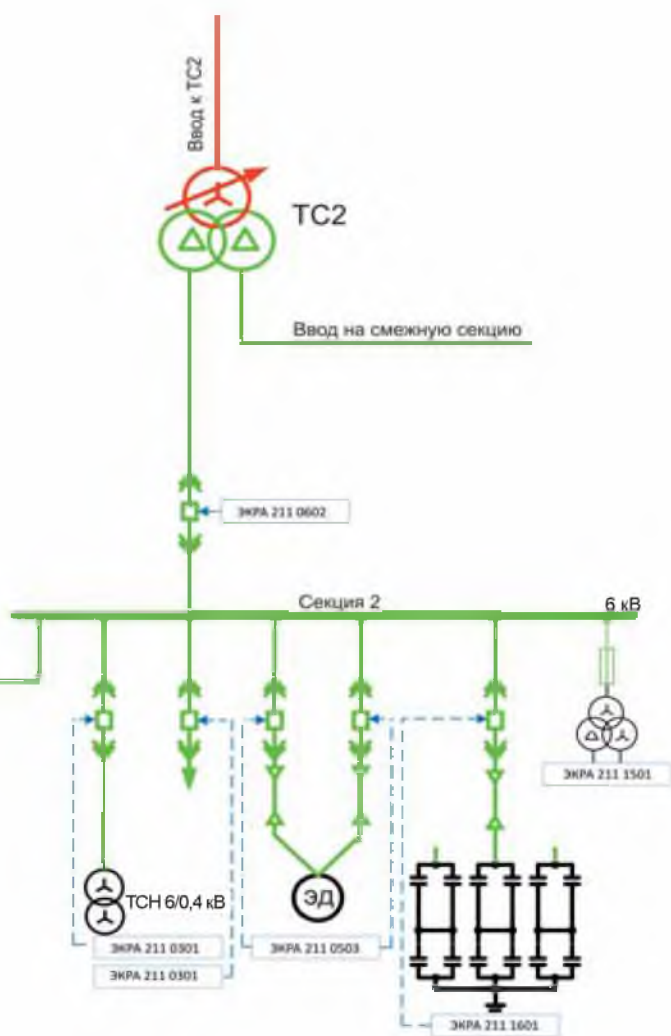 Ввод к ТС2
ТС2
Ввод на смежную секцию
ЭКРА 211 0602
Секция 2
6 кВ
ЭКРА 211 1501
ТСН 6/0,4 кВ
ЭД
ЭКРА 211 0301
ЭКРА 211 0503
ЭКРА 211 0301
ЭКРА 211 1601